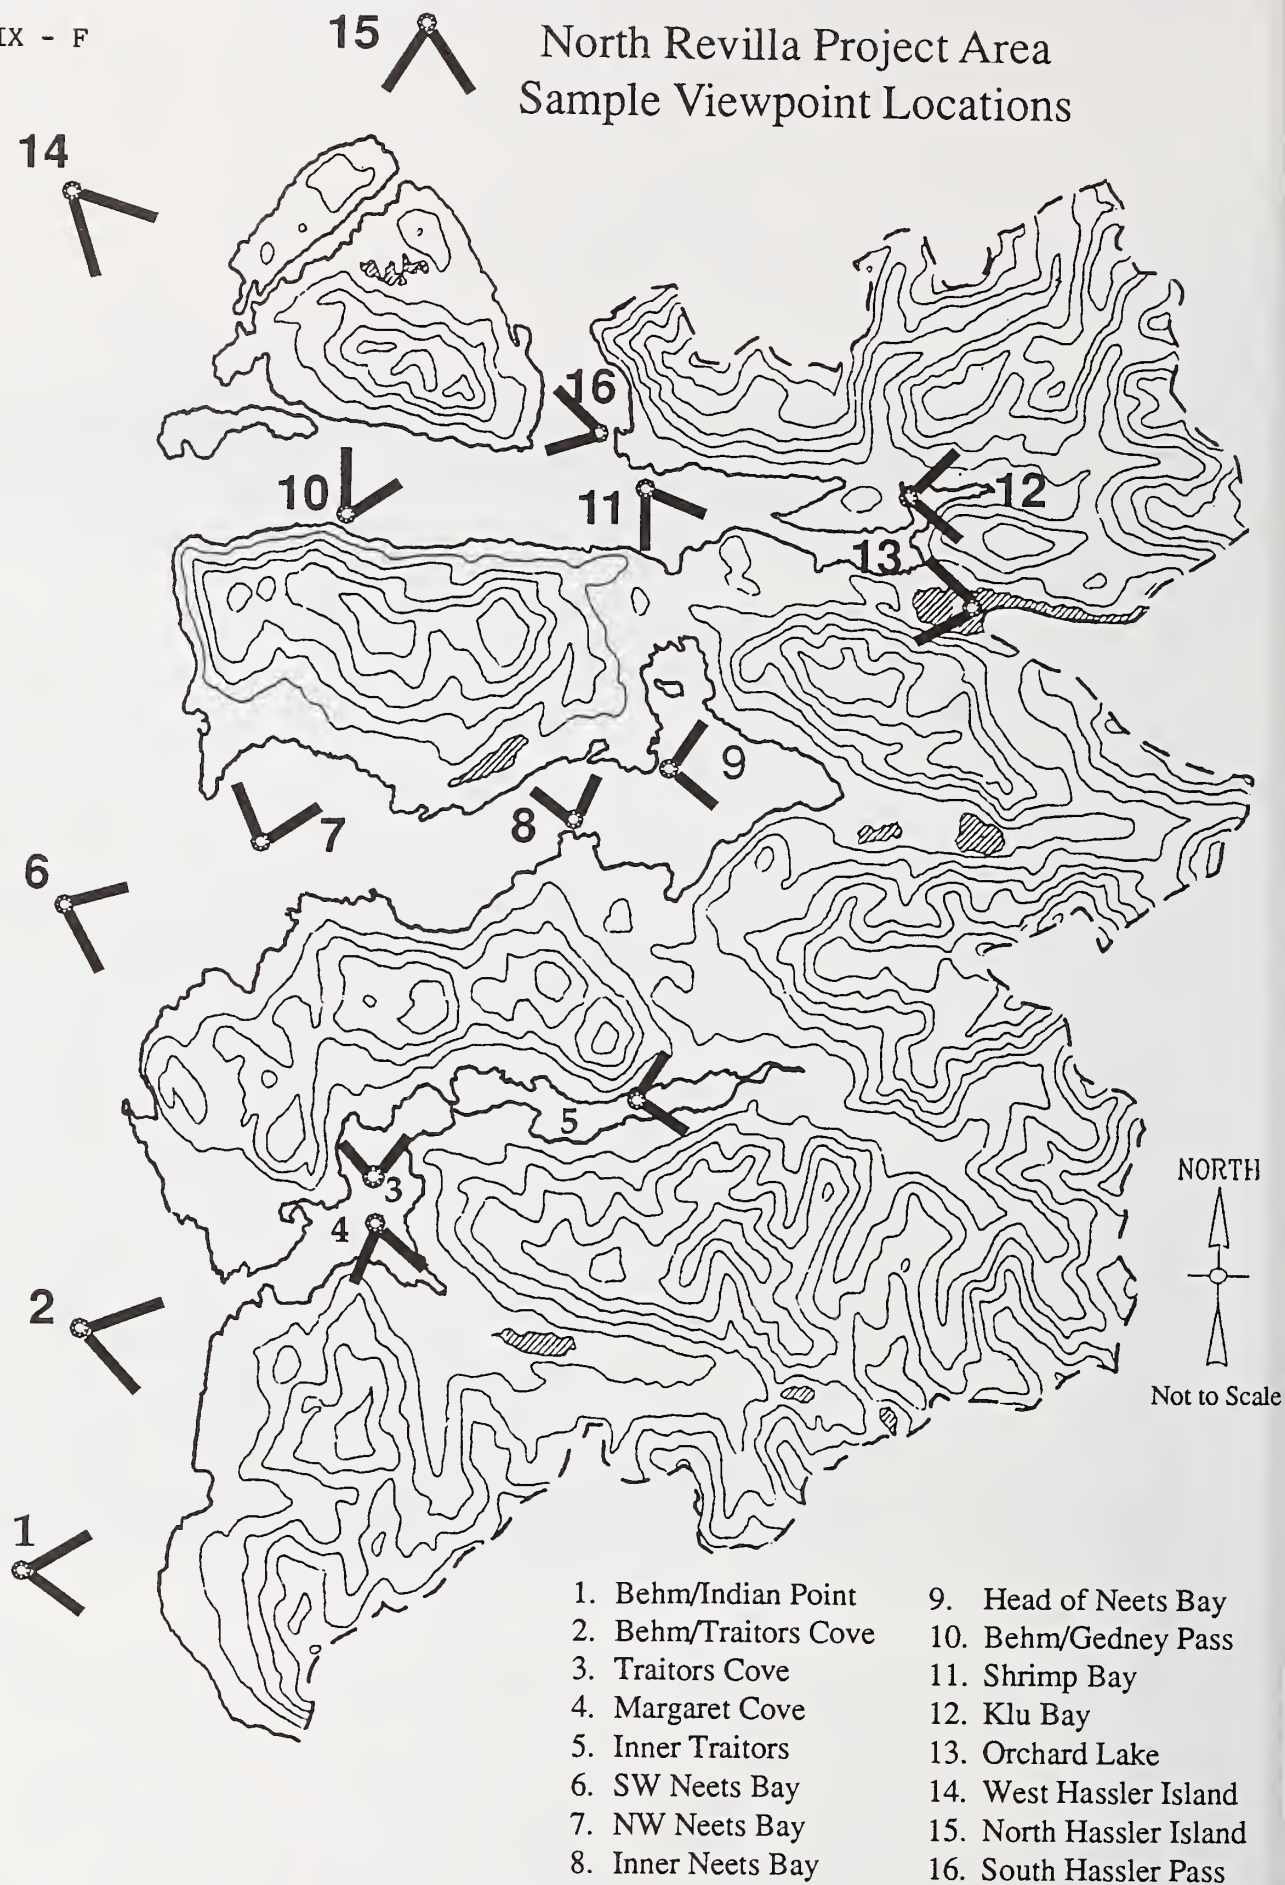 IX - F
North Revilla Project Area
Sample Viewpoint Locations
15
14
16
10
11
12
13
9
7
8
6
5
3
4
2
1
NORTH
Not to Scale
1. Behm/Indian Point
2. Behm/Traitors Cove
3. Traitors Cove
4. Margaret Cove
5. Inner Traitors
6. SW Neets Bay
7. NW Neets Bay
8. Inner Neets Bay
9. Head of Neets Bay
10. Behm/Gedney Pass
11. Shrimp Bay
12. Klu Bay
13. Orchard Lake
14. West Hassler Island
15. North Hassler Island
16. South Hassler Pass